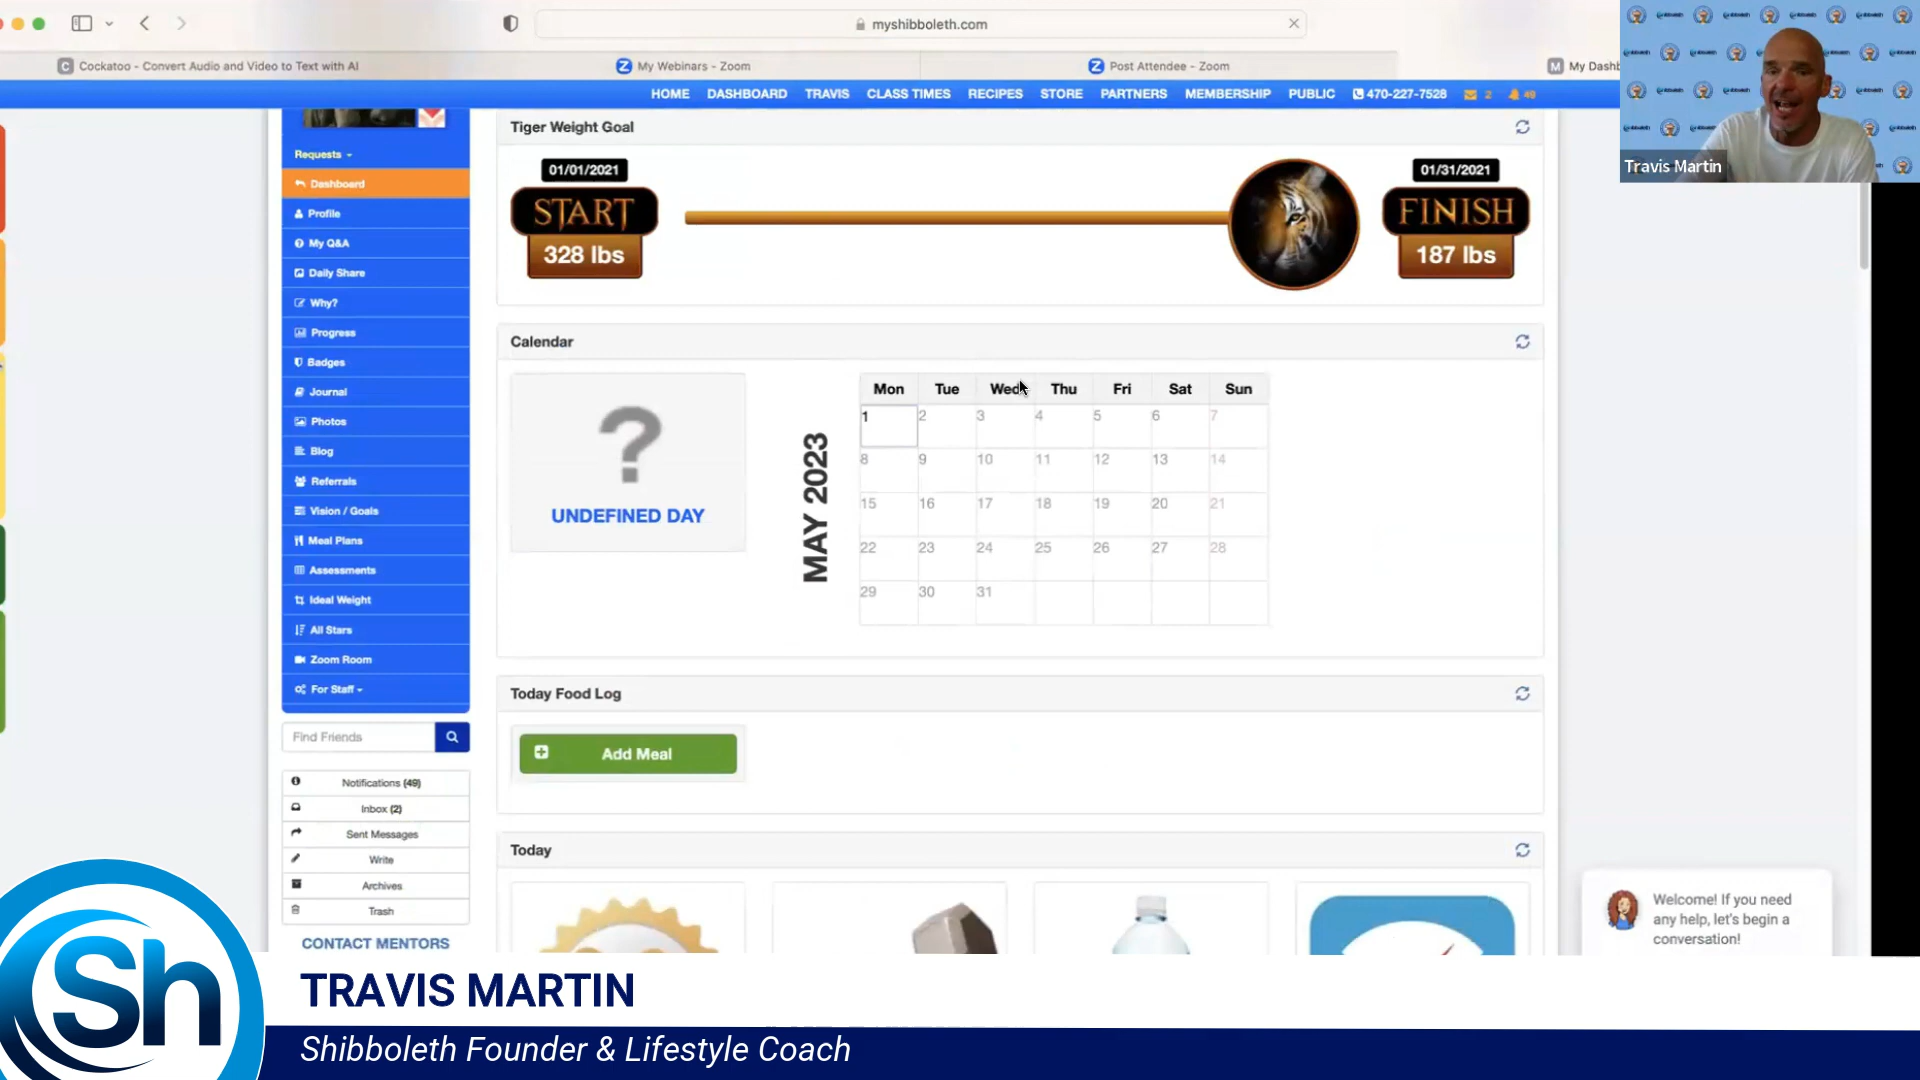 myshibboleth.com
Cockatoo - Convert Audio and Video to Text with AI
My Webinars - Zoom
Post Attendee - Zoom
My Dashb
HOME DASHBOARD TRAVIS CLASS TIMES RECIPES STORE PARTNERS MEMBERSHIP PUBLIC 470-227-7528 2 49
Travis Martin
Requests
Dashboard
Profile
My Q&A
Daily Share
Why?
Progress
Badges
Journal
Photos
Blog
Referrals
Vision / Goals
Meal Plans
Assessments
Ideal Weight
All Stars
Zoom Room
For Staff
Find Friends
Notifications (49)
Inbox (2)
Sent Messages
Write
Archives
Trash
CONTACT MENTORS
Tiger Weight Goal
01/01/2021
START
328 lbs
01/31/2021
FINISH
187 lbs
Calendar
?
UNDEFINED DAY
MAY 2023
Mon Tue Wed Thu Fri Sat Sun
1 2 3 4 5 6 7
8 9 10 11 12 13 14
15 16 17 18 19 20 21
22 23 24 25 26 27 28
29 30 31
Today Food Log
Add Meal
Today
Welcome! If you need
any help, let's begin a
conversation!
Sh
TRAVIS MARTIN
Shibboleth Founder & Lifestyle Coach